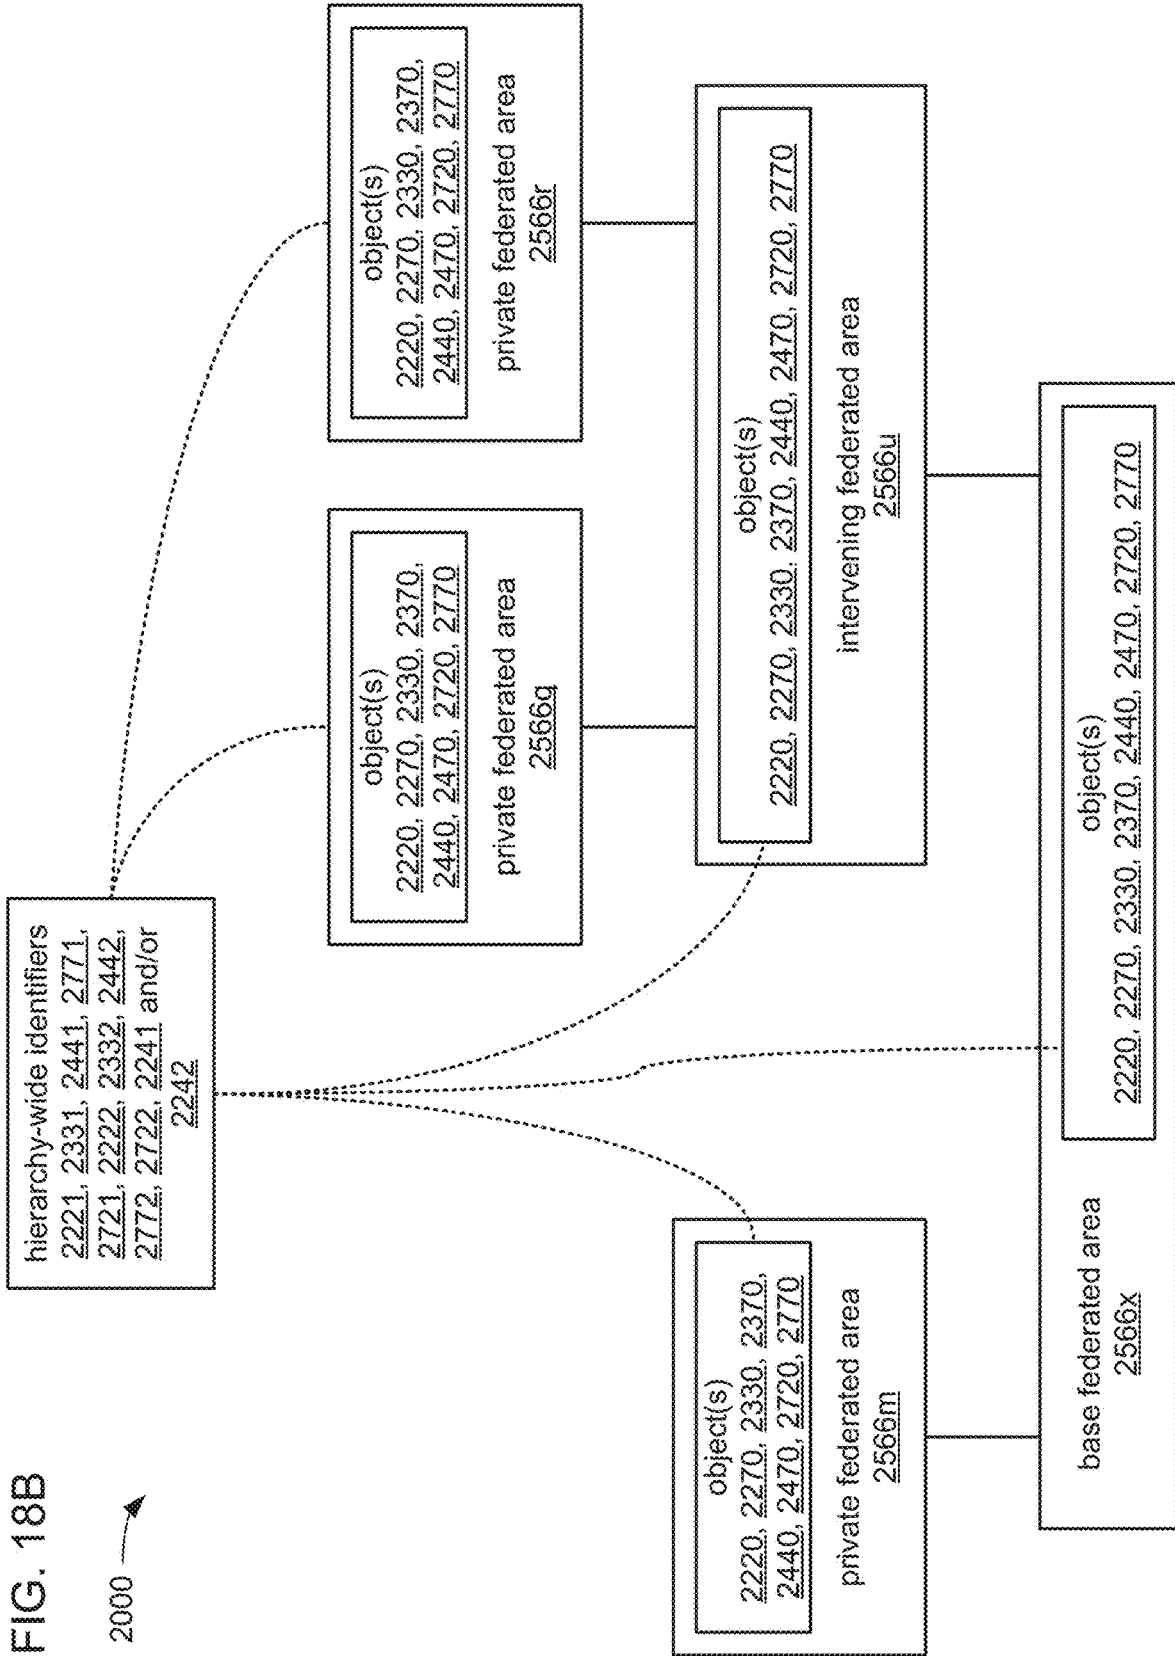 FIG. 18B
2000
hierarchy-wide identifiers
2221, 2331, 2441, 2771,
2721, 2222, 2332, 2442,
2772, 2722, 2241 and/or
2242
object(s)
2220, 2270, 2330, 2370,
2440, 2470, 2720, 2770
private federated area
2566q
object(s)
2220, 2270, 2330, 2370,
2440, 2470, 2720, 2770
private federated area
2566r
object(s)
2220, 2270, 2330, 2370,
2440, 2470, 2720, 2770
private federated area
2566m
object(s)
2220, 2270, 2330, 2370, 2440, 2470, 2720, 2770
intervening federated area
2566u
base federated area
2566x
object(s)
2220, 2270, 2330, 2370, 2440, 2470, 2720, 2770